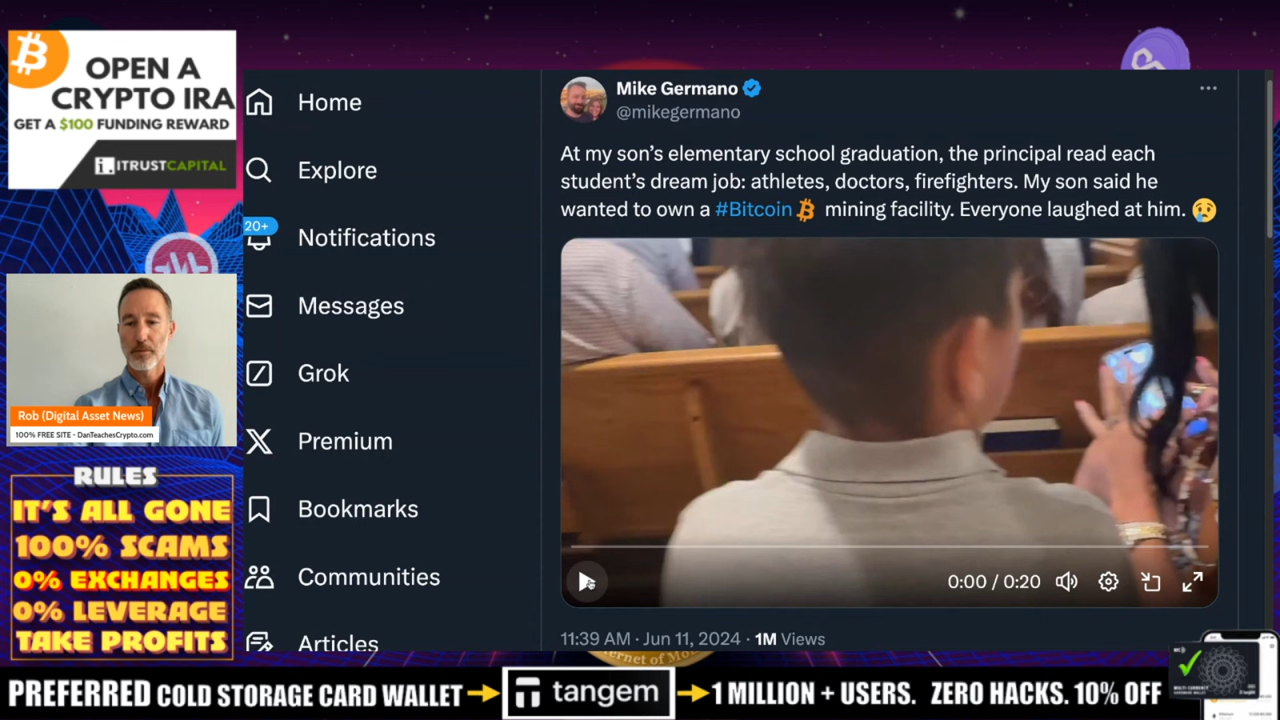 OPEN A
CRYPTO IRA
GET A $100 FUNDING REWARD
ITRUSTCAPITAL
Rob (Digital Asset News)
100% FREE SITE - DanTeachesCrypto.com
RULES
IT'S ALL GONE
100% SCAMS
0% EXCHANGES
0% LEVERAGE
TAKE PROFITS
Home
Explore
20+
Notifications
Messages
Grok
Premium
Bookmarks
Communities
Articles
Mike Germano
@mikegermano
At my son's elementary school graduation, the principal read each
student's dream job: athletes, doctors, firefighters. My son said he
wanted to own a #Bitcoin mining facility. Everyone laughed at him. 😢
0:00 / 0:20
11:39 AM · Jun 11, 2024 · 1M Views
PREFERRED COLD STORAGE CARD WALLET tangem 1 MILLION + USERS. ZERO HACKS. 10% OFF